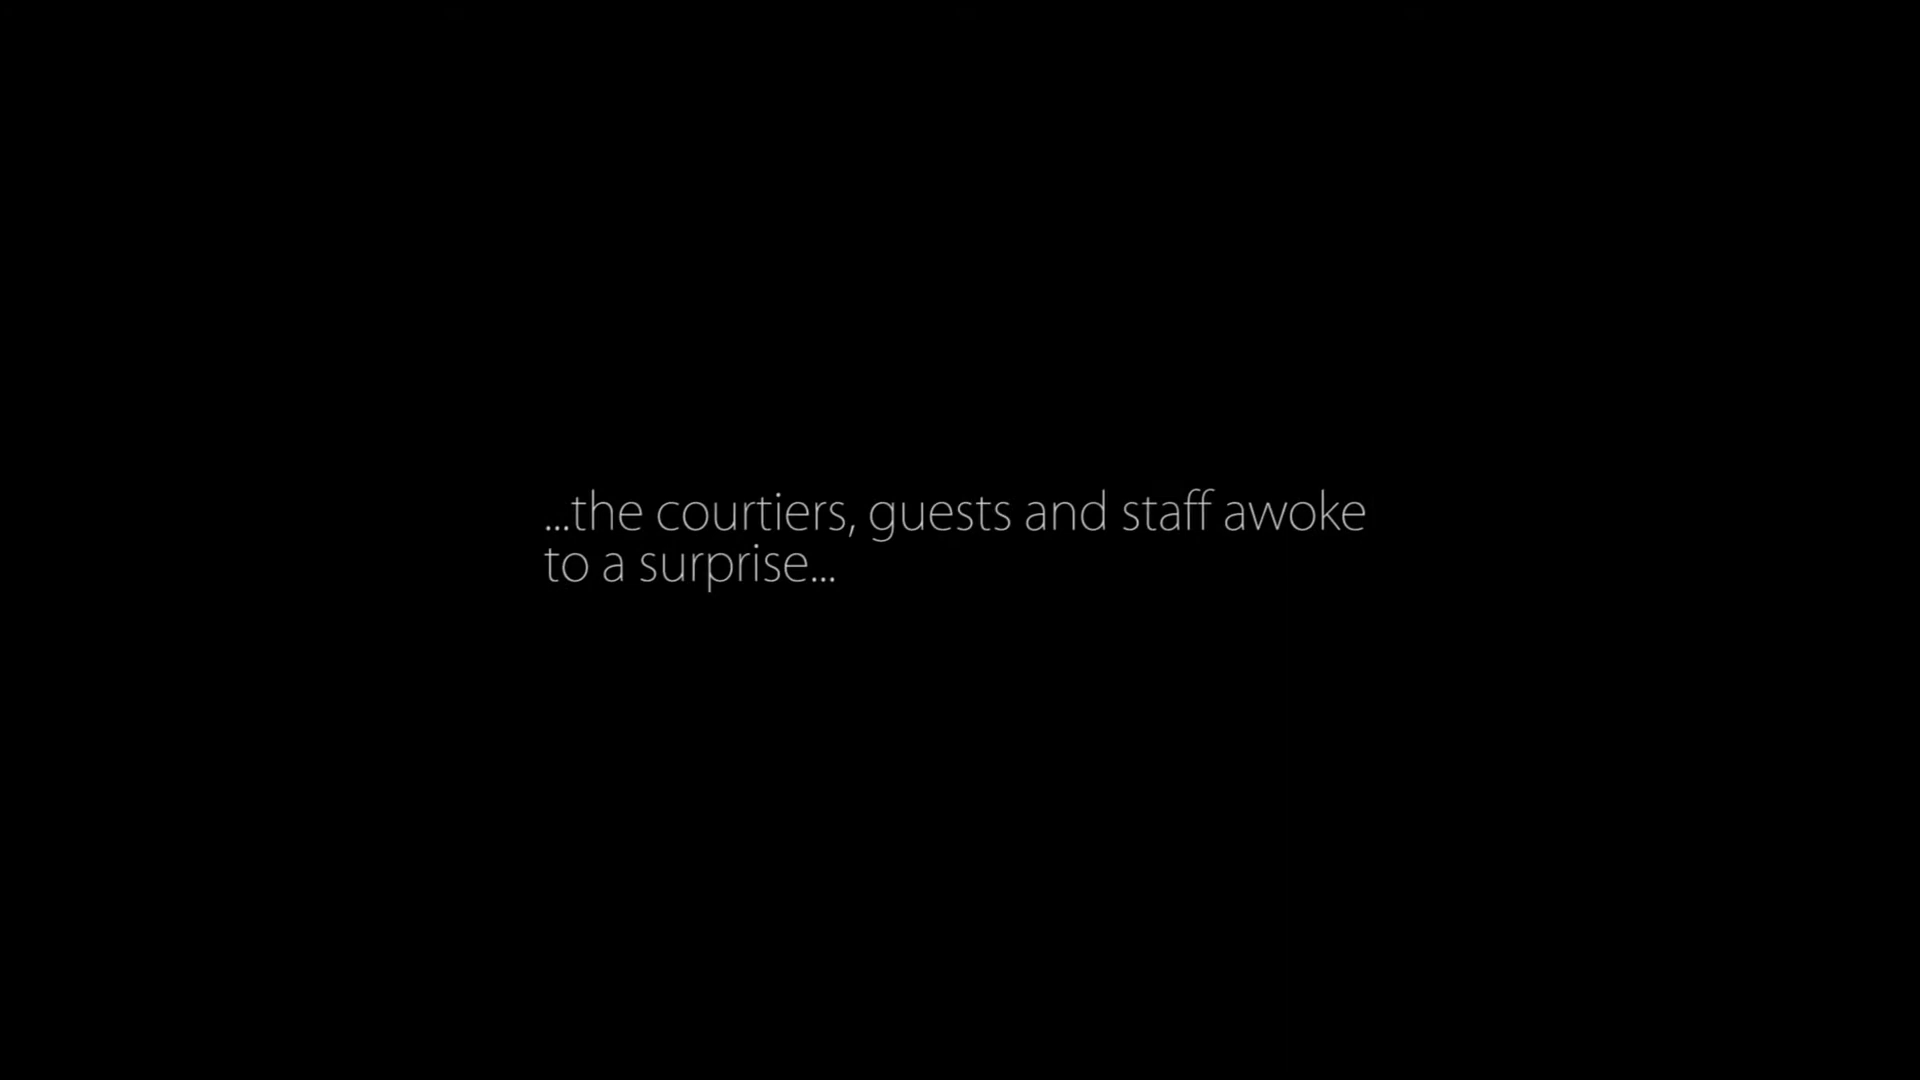 ...the courtiers, guests and staff awoke
to a surprise...